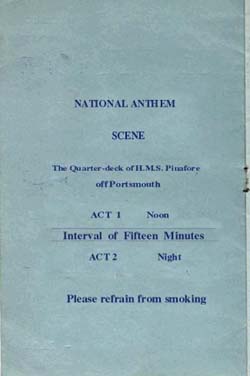 NATIONAL ANTHEM
SCENE
The Quarter-deck of H.M.S. Pinafore
off Portsmouth
ACT 1 Noon
Interval of Fifteen Minutes
ACT 2 Night
Please refrain from smoking